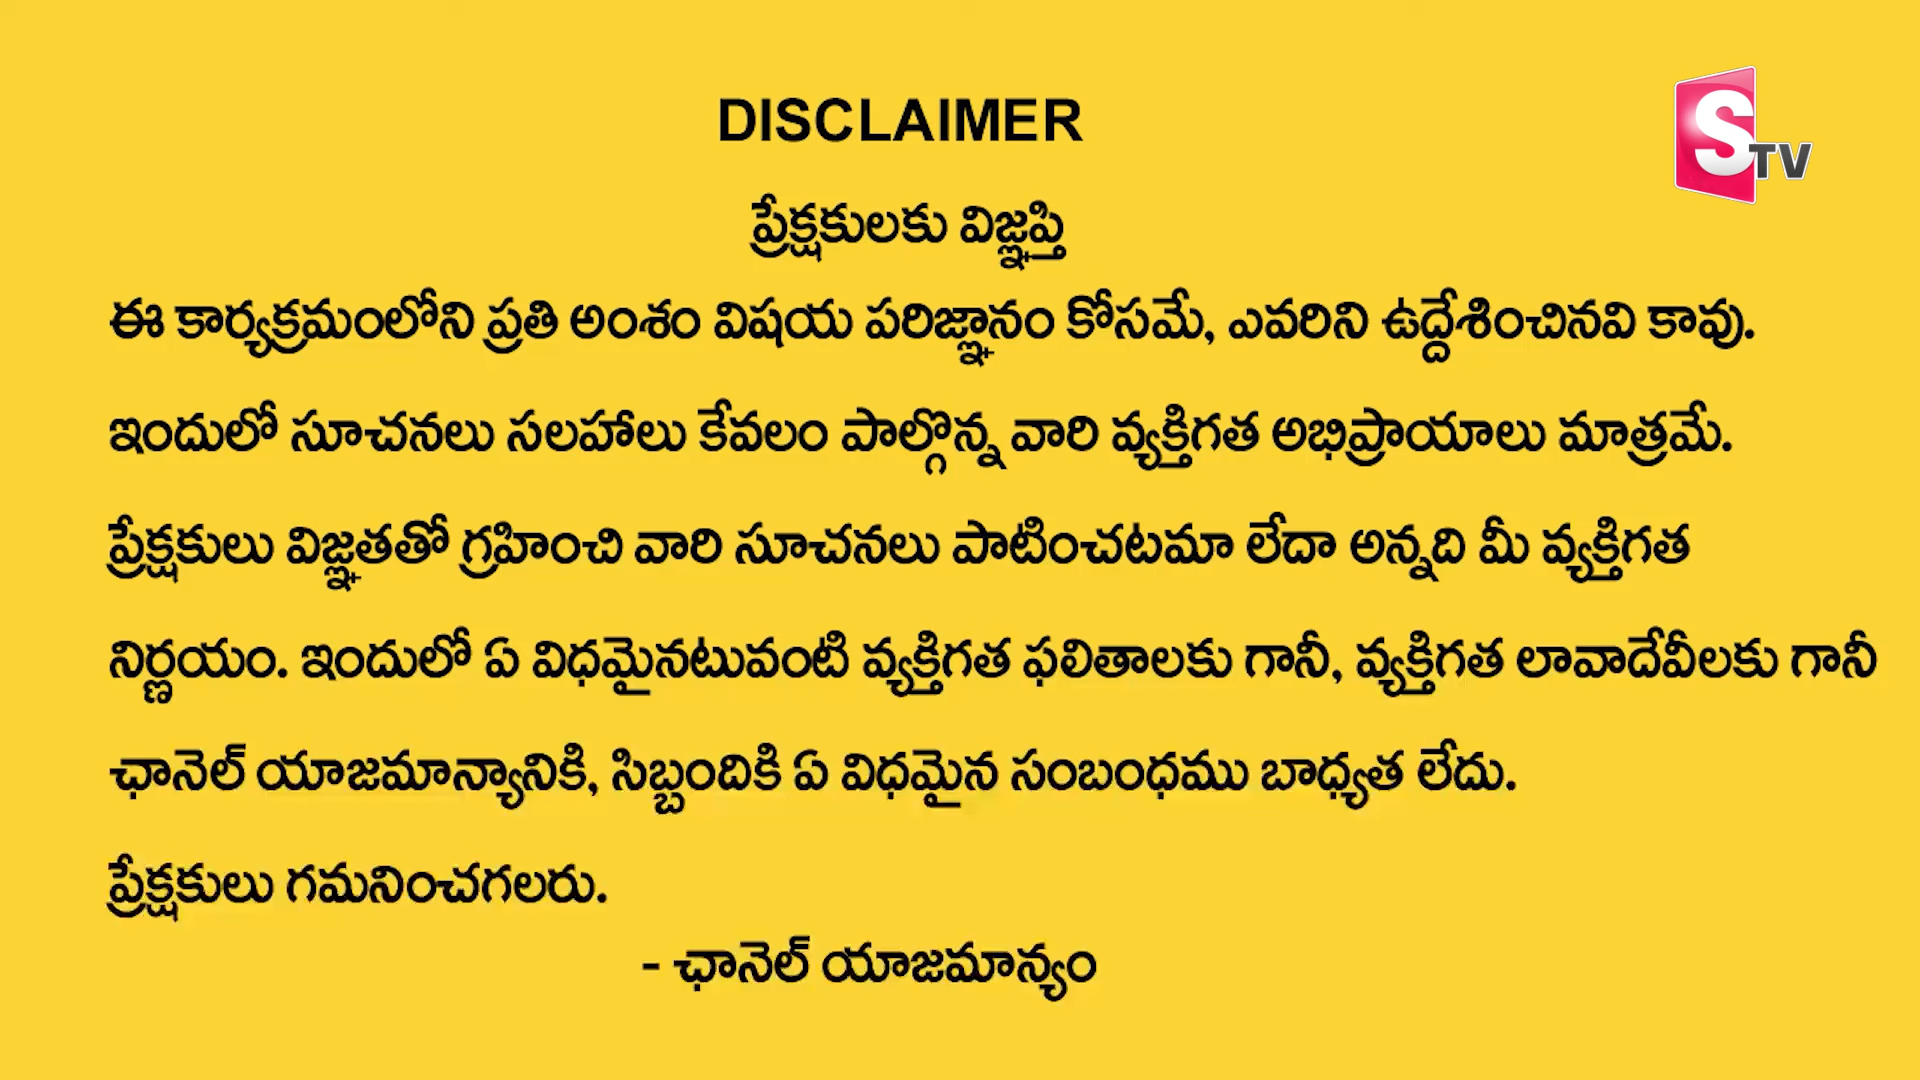 DISCLAIMER
STV
ప్రేక్షకులకు విజ్ఞప్తి
ఈ కార్యక్రమంలోని ప్రతి అంశం విషయ పరిజ్ఞానం కోసమే, ఎవరిని ఉద్దేశించినవి కావు.
ఇందులో సూచనలు సలహాలు కేవలం పాల్గొన్న వారి వ్యక్తిగత అభిప్రాయాలు మాత్రమే.
ప్రేక్షకులు విజ్ఞతతో గ్రహించి వారి సూచనలు పాటించటమా లేదా అన్నది మీ వ్యక్తిగత
నిర్ణయం. ఇందులో ఏ విధమైనటువంటి వ్యక్తిగత ఫలితాలకు గానీ, వ్యక్తిగత లావాదేవీలకు గానీ
ఛానెల్ యాజమాన్యానికి, సిబ్బందికి ఏ విధమైన సంబంధము బాధ్యత లేదు.
ప్రేక్షకులు గమనించగలరు.
- ఛానెల్ యాజమాన్యం